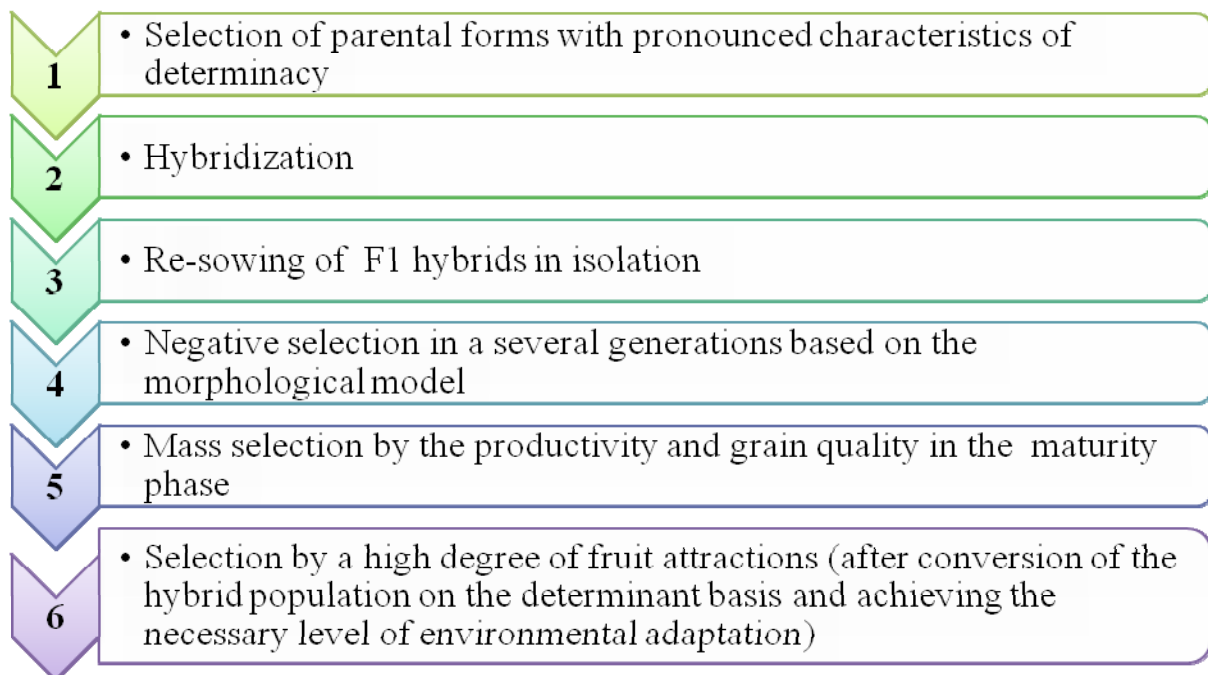 1
• Selection of parental forms with pronounced characteristics of
determinacy
2
• Hybridization
3
• Re-sowing of F1 hybrids in isolation
4
• Negative selection in a several generations based on the
morphological model
5
• Mass selection by the productivity and grain quality in the maturity
phase
6
• Selection by a high degree of fruit attractions (after conversion of the
hybrid population on the determinant basis and achieving the
necessary level of environmental adaptation)